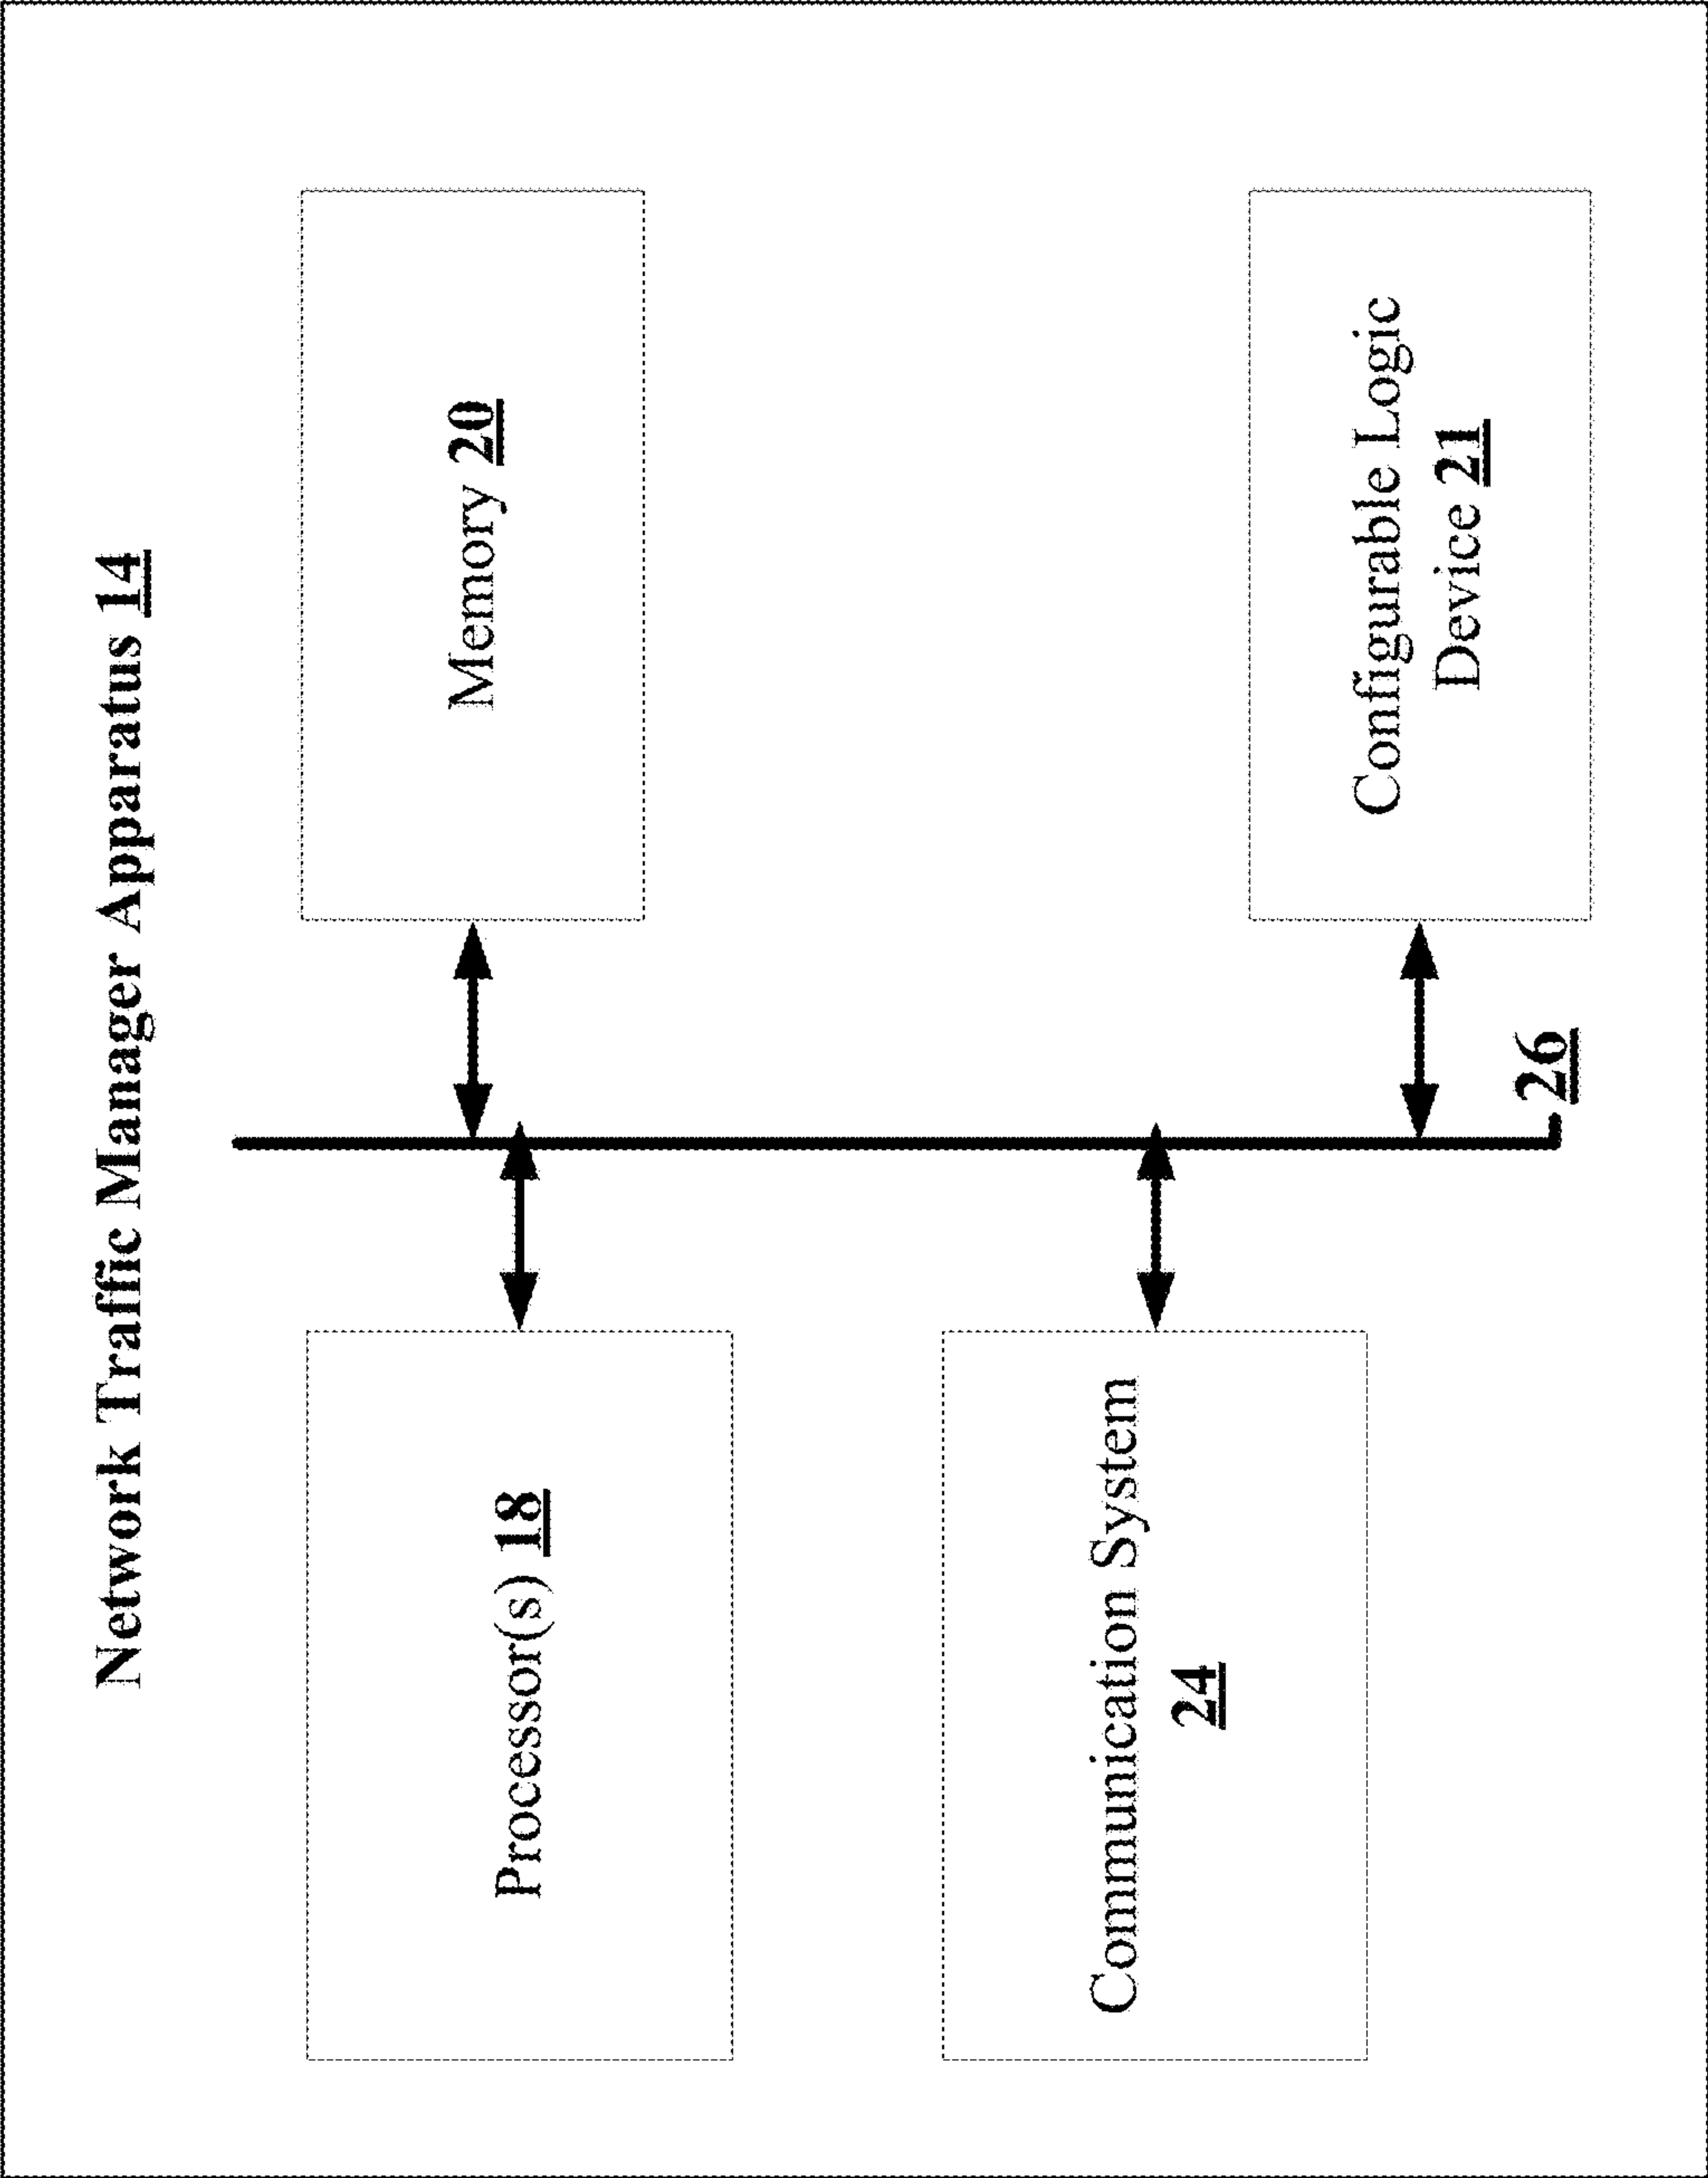 Network Traffic Manager Apparatus 14
Processor(s) 18
Memory 20
Communication System
24
Configurable Logic
Device 21
26